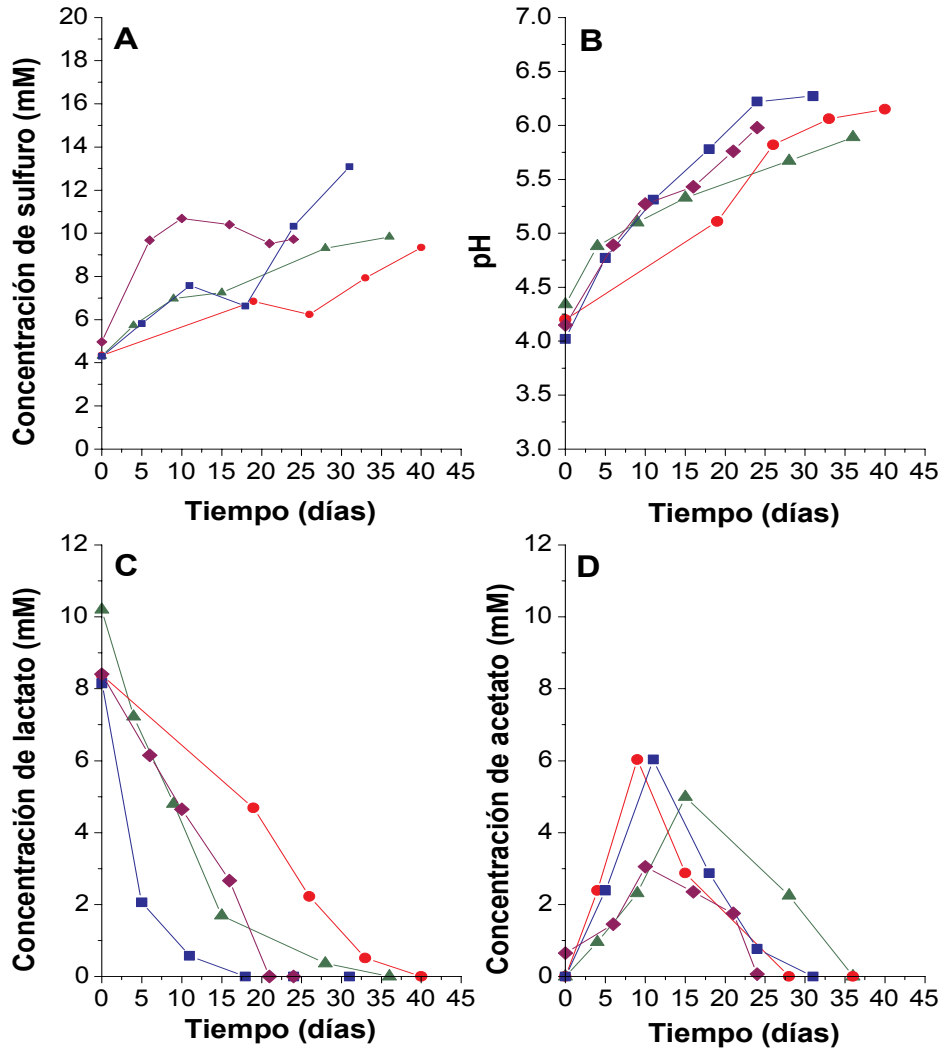 A
Concentración de sulfuro (mM)
20
18
16
14
12
10
8
6
4
2
0
0 5 10 15 20 25 30 35 40 45
Tiempo (días)
B
pH
7.0
6.5
6.0
5.5
5.0
4.5
4.0
3.5
3.0
0 5 10 15 20 25 30 35 40 45
Tiempo (días)
C
Concentración de lactato (mM)
12
10
8
6
4
2
0
0 5 10 15 20 25 30 35 40 45
Tiempo (días)
D
Concentración de acetato (mM)
12
10
8
6
4
2
0
0 5 10 15 20 25 30 35 40 45
Tiempo (días)